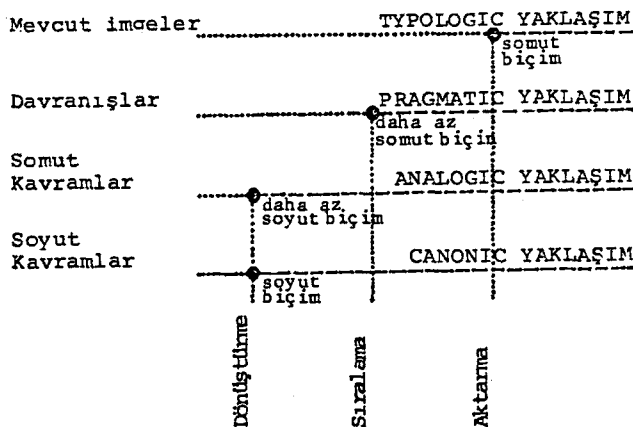 Mevcut imgeler
TYPOLOGIC YAKLAŞIM
somut
biçim
Davranışlar
PRAGMATIC YAKLAŞIM
daha az
somut biçim
Somut
Kavramlar
ANALOGIC YAKLAŞIM
daha az
soyut biçim
Soyut
Kavramlar
CANONIC YAKLAŞIM
soyut
biçim
Dönüştürme
Sıralama
Aktarma